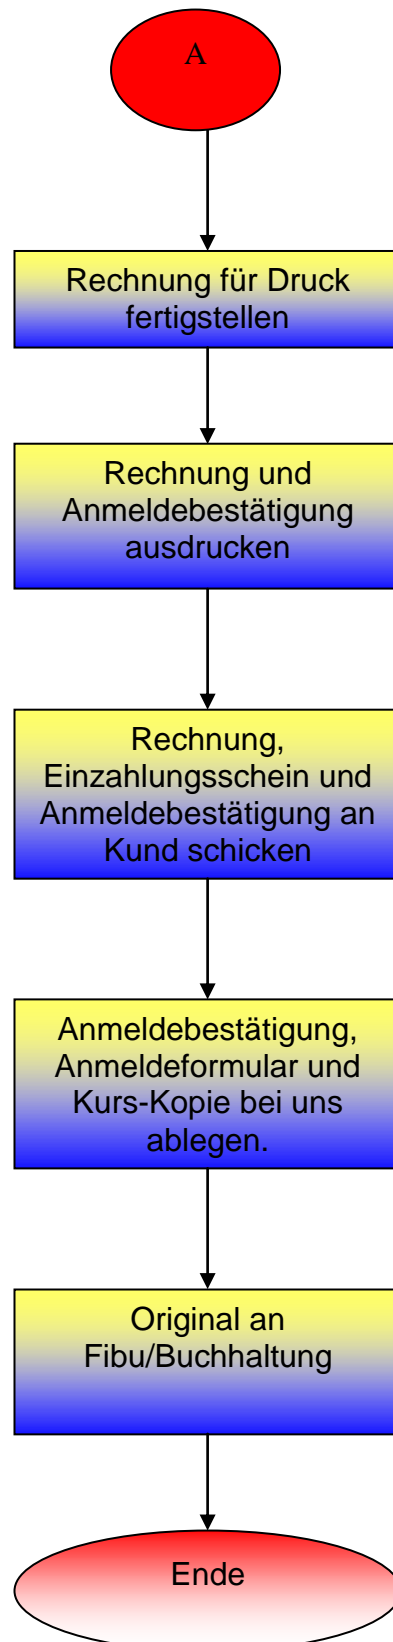 A
Rechnung für Druck
fertigstellen
Rechnung und
Anmeldebestätigung
ausdrucken
Rechnung,
Einzahlungsschein und
Anmeldebestätigung an
Kund schicken
Anmeldebestätigung,
Anmeldeformular und
Kurs-Kopie bei uns
ablegen.
Original an
Fibu/Buchhaltung
Ende